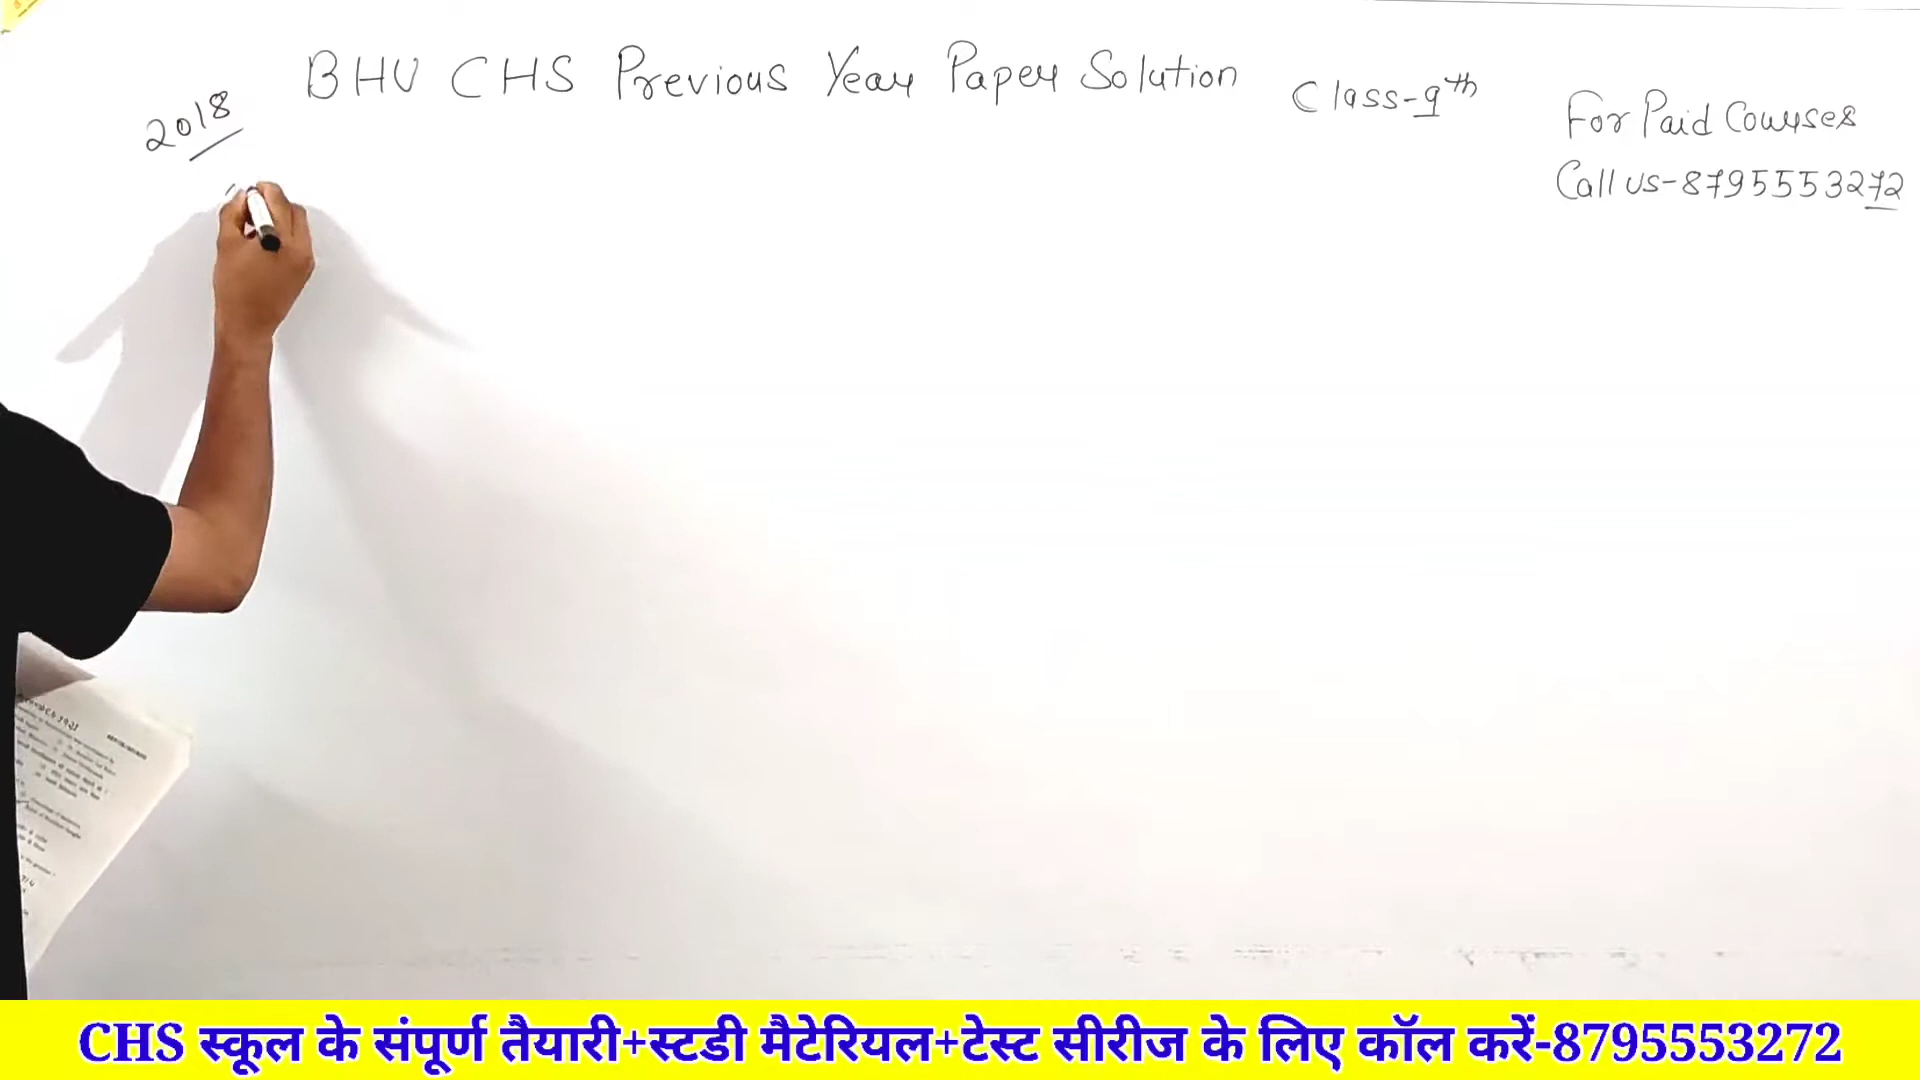 BHU CHS Previous Year Paper Solution Class-9th
2018
For Paid Courses
Call us-8795553272
CHS स्कूल के संपूर्ण तैयारी+स्टडी मैटेरियल+टेस्ट सीरीज के लिए कॉल करें-8795553272